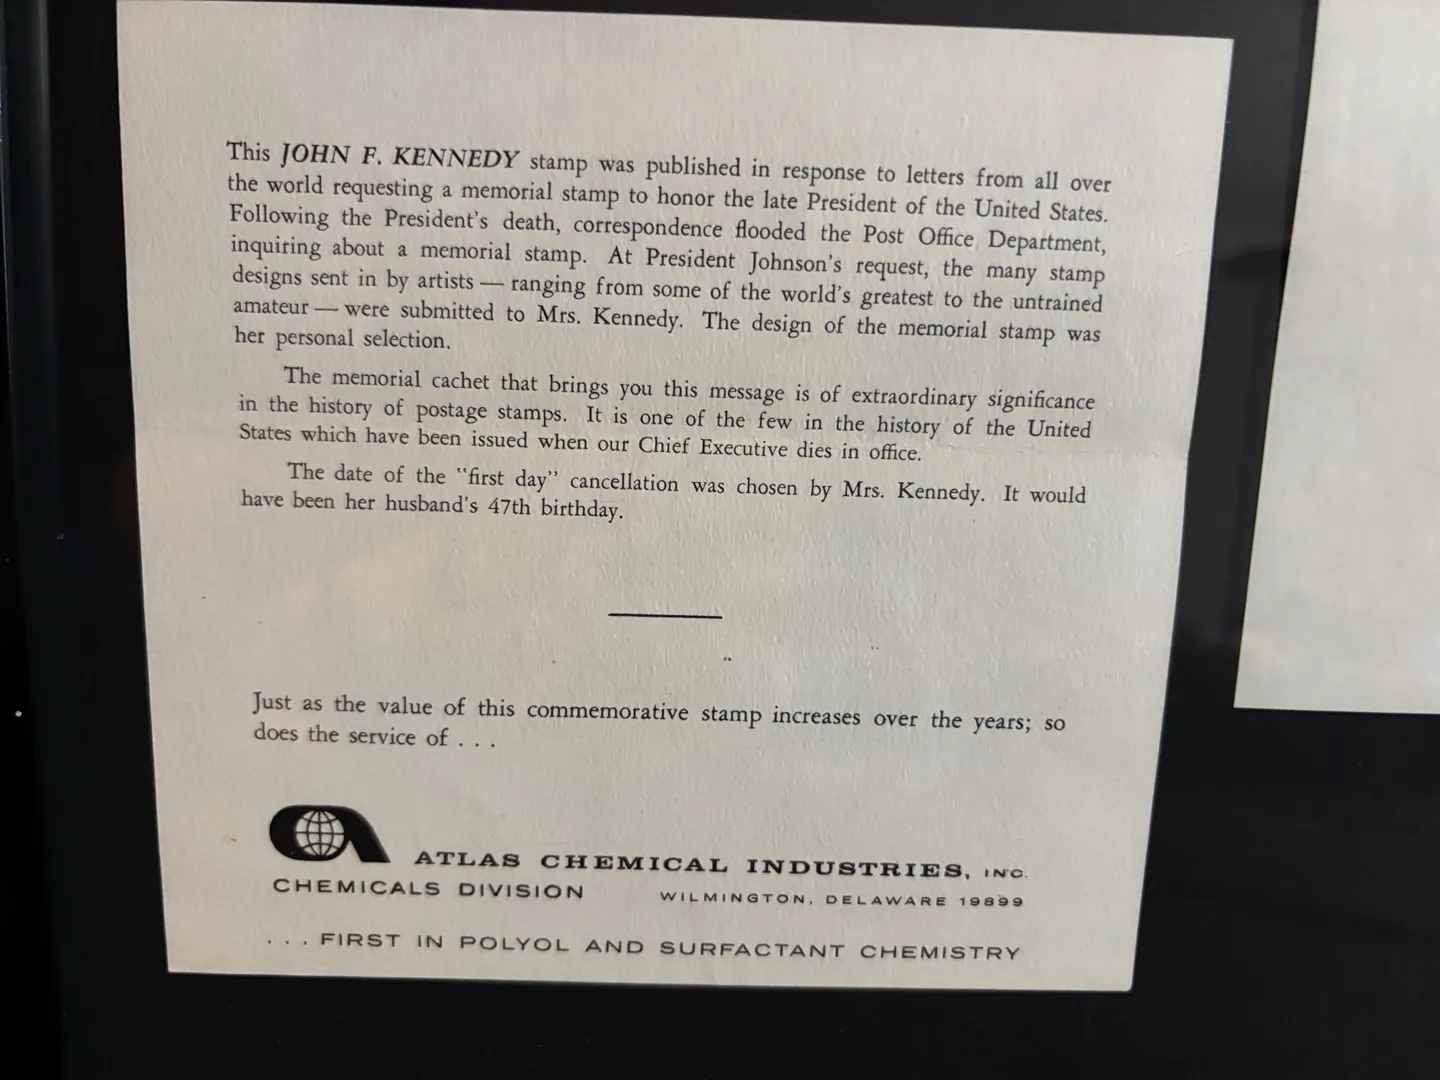 This JOHN F. KENNEDY stamp was published in response to letters from all over
the world requesting a memorial stamp to honor the late President of the United States.
Following the President's death, correspondence flooded the Post Office Department,
inquiring about a memorial stamp. At President Johnson's request, the many stamp
designs sent in by artists — ranging from some of the world's greatest to the untrained
amateur — were submitted to Mrs. Kennedy. The design of the memorial stamp was
her personal selection.
The memorial cachet that brings you this message is of extraordinary significance
in the history of postage stamps. It is one of the few in the history of the United
States which have been issued when our Chief Executive dies in office.
The date of the "first day" cancellation was chosen by Mrs. Kennedy. It would
have been her husband's 47th birthday.
Just as the value of this commemorative stamp increases over the years; so
does the service of . . .
ATLAS CHEMICAL INDUSTRIES, INC.
CHEMICALS DIVISION WILMINGTON, DELAWARE 19899
. . . FIRST IN POLYOL AND SURFACTANT CHEMISTRY